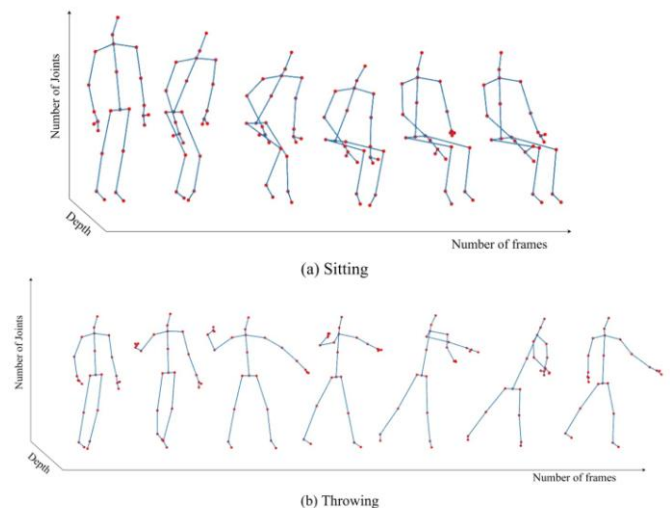 Number of Joints
Depth
Number of frames
(a) Sitting
Number of Joints
Depth
Number of frames
(b) Throwing